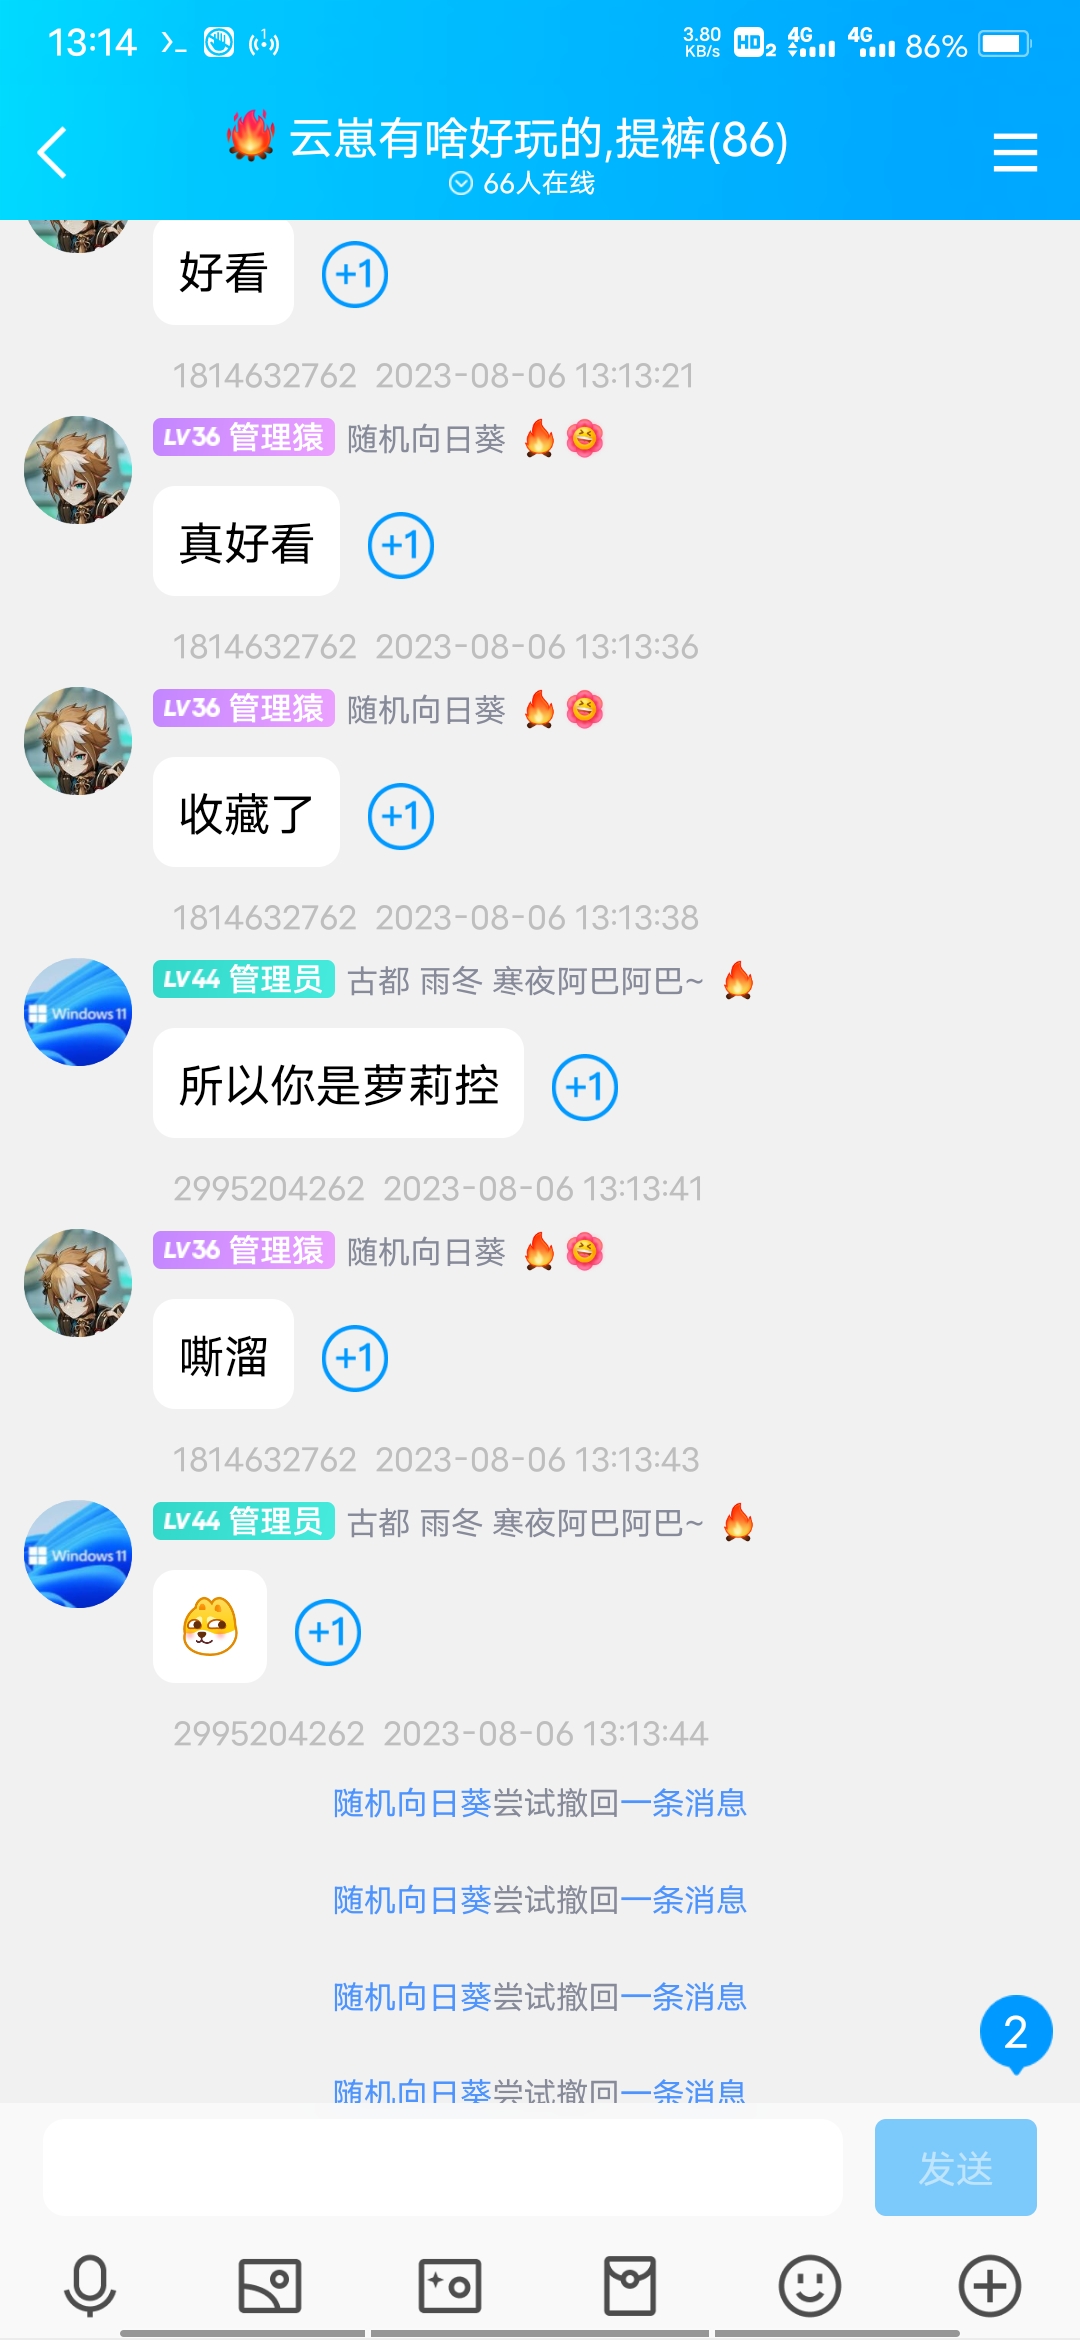 13:14
3.80 KB/s HD 2 4G 4G 86%
云崽有啥好玩的,提裤(86)
66人在线
好看
+1
1814632762 2023-08-06 13:13:21
LV36 管理猿 随机向日葵
真好看
+1
1814632762 2023-08-06 13:13:36
LV36 管理猿 随机向日葵
收藏了
+1
1814632762 2023-08-06 13:13:38
Windows 11
LV44 管理员 古都 雨冬 寒夜阿巴阿巴~
所以你是萝莉控
+1
2995204262 2023-08-06 13:13:41
LV36 管理猿 随机向日葵
嘶溜
+1
1814632762 2023-08-06 13:13:43
Windows 11
LV44 管理员 古都 雨冬 寒夜阿巴阿巴~
+1
2995204262 2023-08-06 13:13:44
随机向日葵尝试撤回一条消息
随机向日葵尝试撤回一条消息
随机向日葵尝试撤回一条消息
2
随机向日葵尝试撤回一条消息
发送